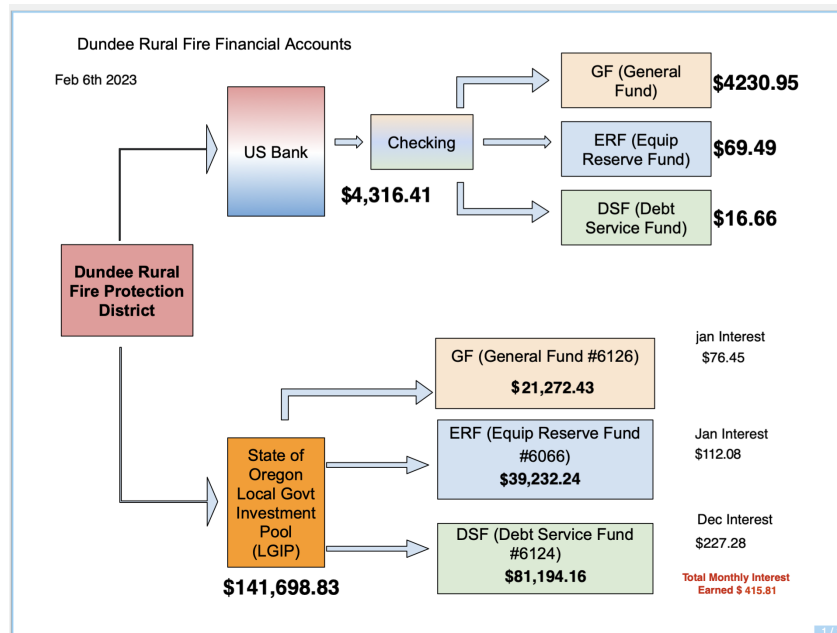 Dundee Rural Fire Financial Accounts
Feb 6th 2023
US Bank
Checking
$4,316.41
GF (General
Fund)
$4230.95
ERF (Equip
Reserve Fund)
$69.49
DSF (Debt
Service Fund)
$16.66
Dundee Rural
Fire Protection
District
State of
Oregon
Local Govt
Investment
Pool
(LGIP)
$141,698.83
GF (General Fund #6126)
$21,272.43
jan Interest
$76.45
ERF (Equip Reserve Fund
#6066)
$39,232.24
Jan Interest
$112.08
DSF (Debt Service Fund
#6124)
$81,194.16
Dec Interest
$227.28
Total Monthly Interest
Earned $ 415.81